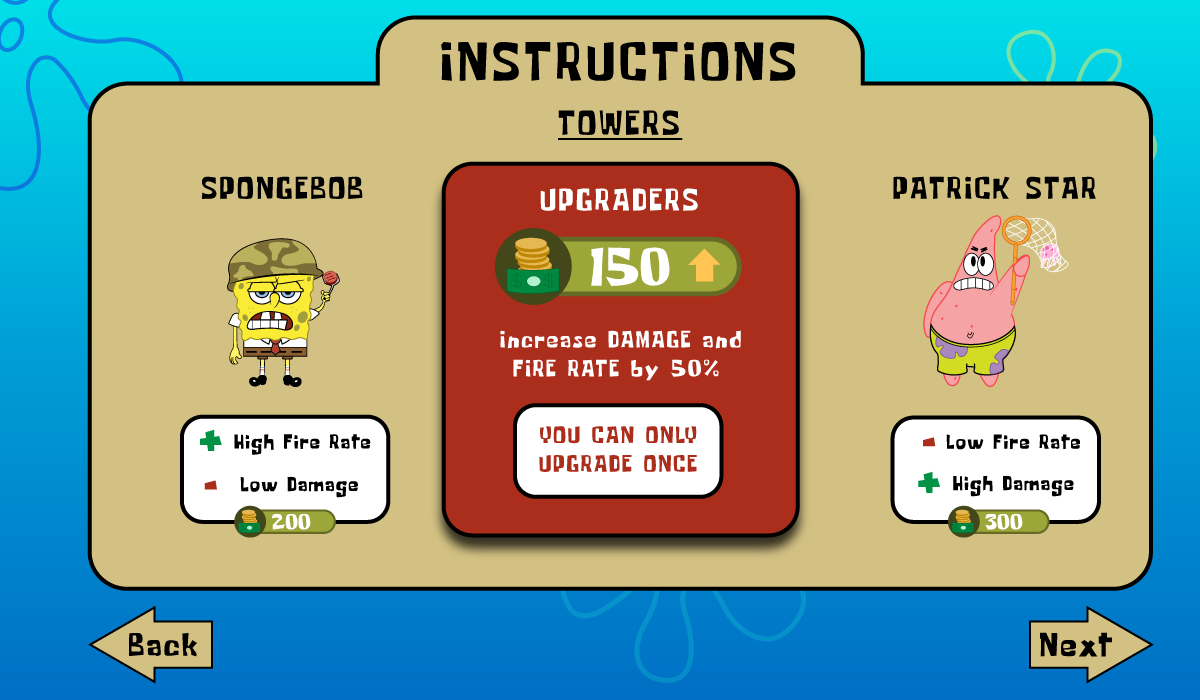 iNSTRUCTiONS
TOWERS
SPONGEBOB
High Fire Rate
Low Damage
200
UPGRADERS
150
increase DAMAGE and
FiRE RATE by 50%
YOU CAN ONLY
UPGRADE ONCE
PATRiCK STAR
Low Fire Rate
High Damage
300
Back
Next